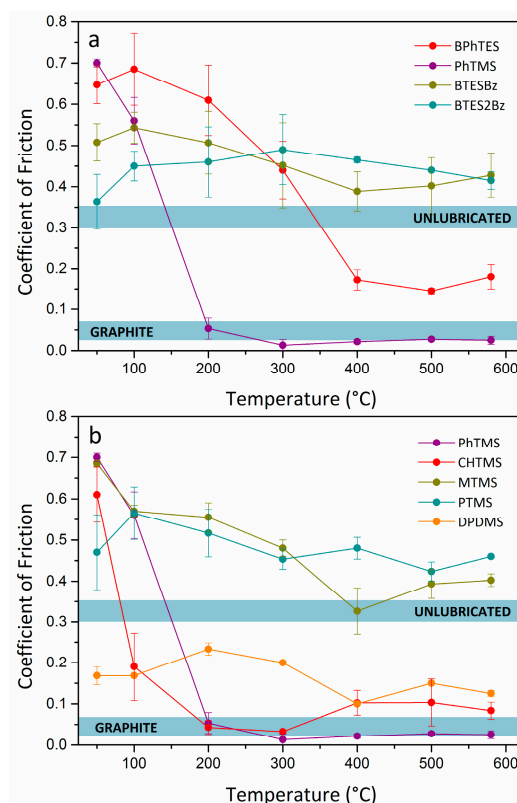 a
BPhTES
PhTMS
BTESBz
BTES2Bz
Coefficient of Friction
0.8
0.7
0.6
0.5
0.4
0.3
0.2
0.1
0.0
UNLUBRICATED
GRAPHITE
100
200
300
400
500
600
Temperature (°C)
b
PhTMS
CHTMS
MTMS
PTMS
DPDMS
Coefficient of Friction
0.8
0.7
0.6
0.5
0.4
0.3
0.2
0.1
0.0
UNLUBRICATED
GRAPHITE
100
200
300
400
500
600
Temperature (°C)